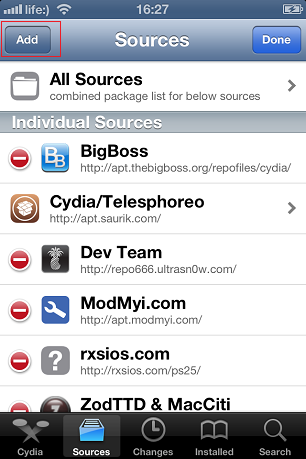 life:) 16:27
Add Sources Done
All Sources
combined package list for below sources
Individual Sources
BigBoss
http://apt.thebigboss.org/repofiles/cydia/
Cydia/Telesphoreo
http://apt.saurik.com/
Dev Team
http://repo666.ultrasn0w.com/
ModMyi.com
http://apt.modmyi.com/
rxsios.com
http://rxsios.com/ps25/
ZodTTD & MacCiti
Cydia Sources Changes Installed Search